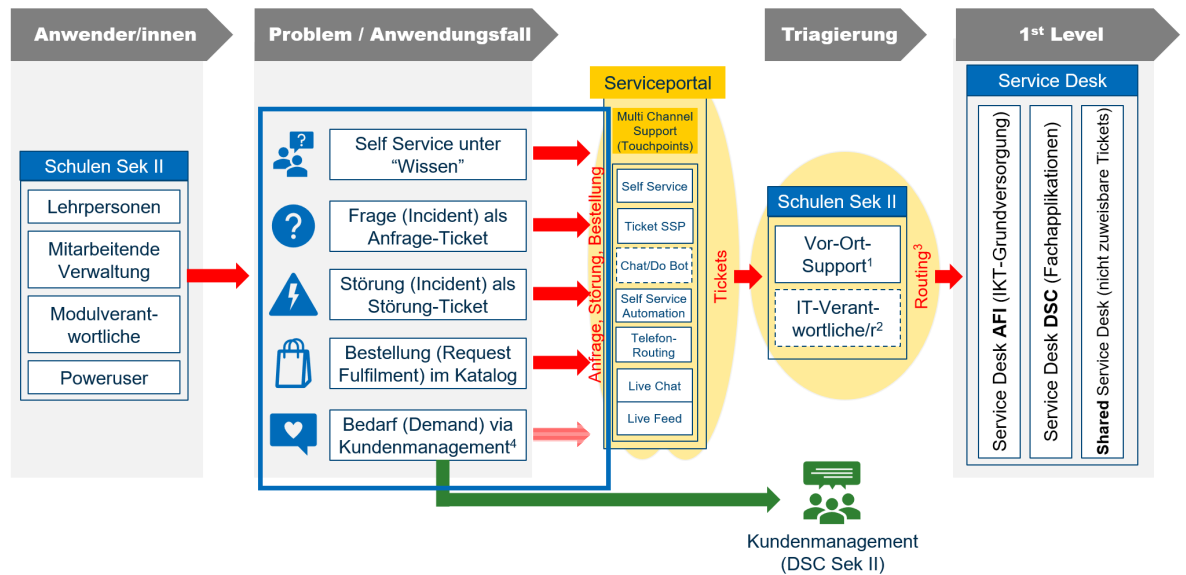 Anwender/innen
Problem / Anwendungsfall
Triagierung
1st Level
Schulen Sek II
Lehrpersonen
Mitarbeitende
Verwaltung
Modulverant-
wortliche
Poweruser
Self Service unter
“Wissen”
Frage (Incident) als
Anfrage-Ticket
Störung (Incident) als
Störung-Ticket
Bestellung (Request
Fulfilment) im Katalog
Bedarf (Demand) via
Kundenmanagement4
Anfrage, Störung, Bestellung
Serviceportal
Multi Channel
Support
(Touchpoints)
Self Service
Ticket SSP
Chat/Do Bot
Self Service
Automation
Telefon-
Routing
Live Chat
Live Feed
Tickets
Schulen Sek II
Vor-Ort-
Support1
IT-Verant-
wortliche/r2
Routing3
Service Desk
Service Desk AFI (IKT-Grundversorgung)
Service Desk DSC (Fachapplikationen)
Shared Service Desk (nicht zuweisbare Tickets)
Kundenmanagement
(DSC Sek II)